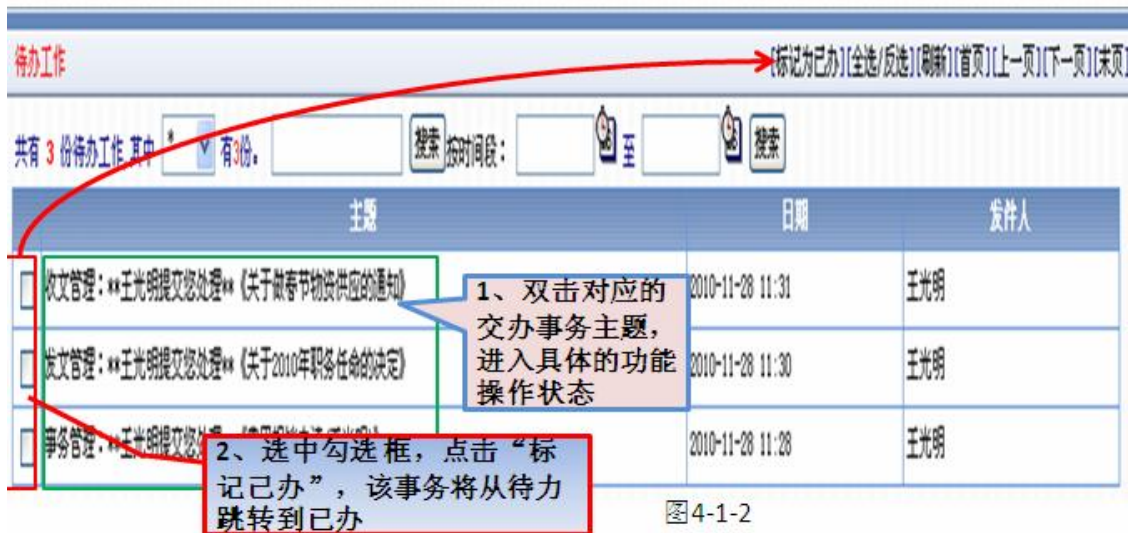 待办工作
[标记为已办][全选/反选][刷新][首页][上一页][下一页][末页]
共有 3 份待办工作 其中 * 有3份。 搜索 按时间段： 至 搜索
主题 日期 发件人
收文管理：**王光明提交您处理**《关于做春节物资供应的通知》 2010-11-28 11:31 王光明
发文管理：**王光明提交您处理**《关于2010年职务任命的决定》 2010-11-28 11:30 王光明
事务管理：**王光明提交您处 2010-11-28 11:28 王光明
1、双击对应的
交办事务主题，
进入具体的功能
操作状态
2、选中勾选框，点击“标
记己办”，该事务将从待力
跳转到已办
图4-1-2